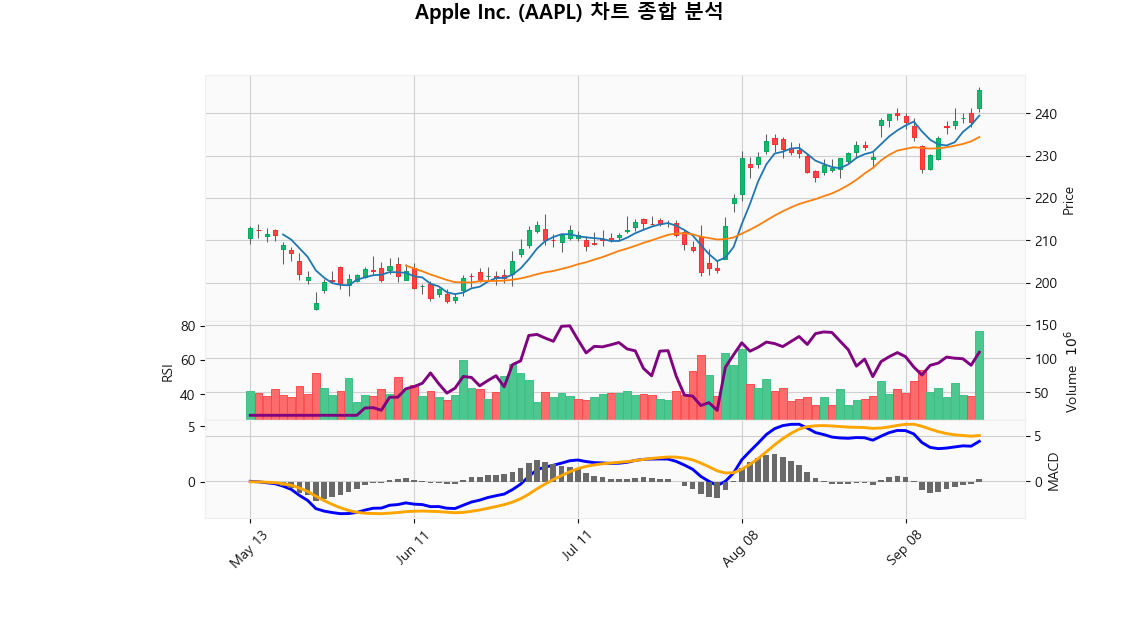 Apple Inc. (AAPL) 차트 종합 분석
240
230
220
210
200
Price
80
60
40
RSI
150
100
50
Volume 10⁶
5
0
5
0
MACD
May 13
Jun 11
Jul 11
Aug 08
Sep 08